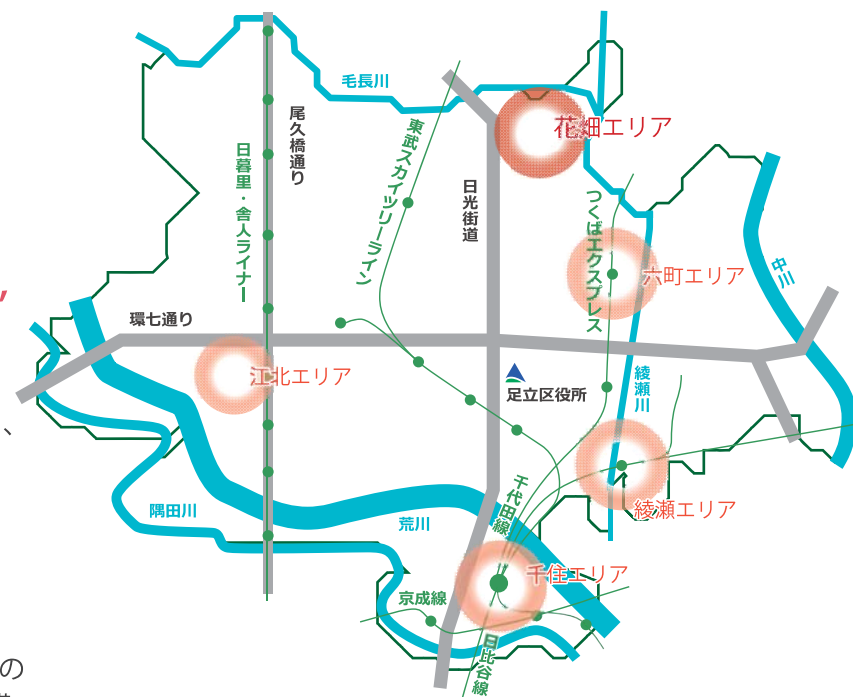 毛長川
花畑エリア
尾久橋通り
東武スカイツリーライン
日暮里・舎人ライナー
日光街道
つくばエクスプレス
六町エリア
中川
環七通り
江北エリア
足立区役所
綾瀬川
、
千代田線
綾瀬エリア
隅田川
荒川
千住エリア
京成線
日比谷線
の